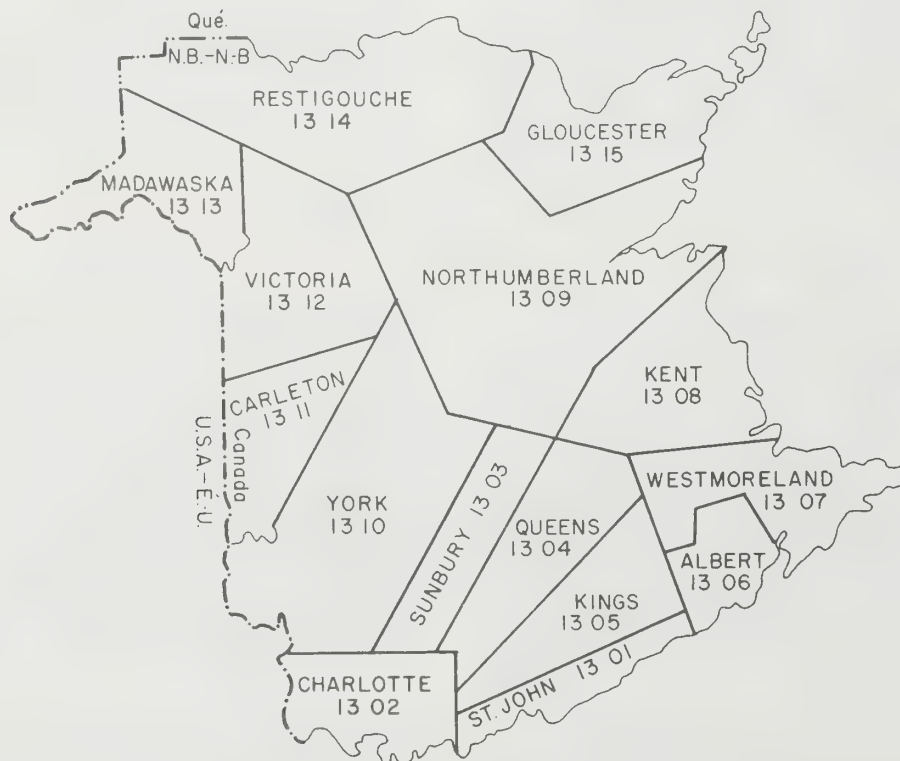 Qué.
N.B.-N.-B
RESTIGOUCHE
13 14
GLOUCESTER
13 15
MADAWASKA
13 13
VICTORIA
13 12
NORTHUMBERLAND
13 09
CARLETON
13 11
KENT
13 08
U.S.A.-É.-U.
Canada
YORK
13 10
SUNBURY 13 03
QUEENS
13 04
WESTMORELAND
13 07
ALBERT
13 06
KINGS
13 05
ST. JOHN 13 01
CHARLOTTE
13 02